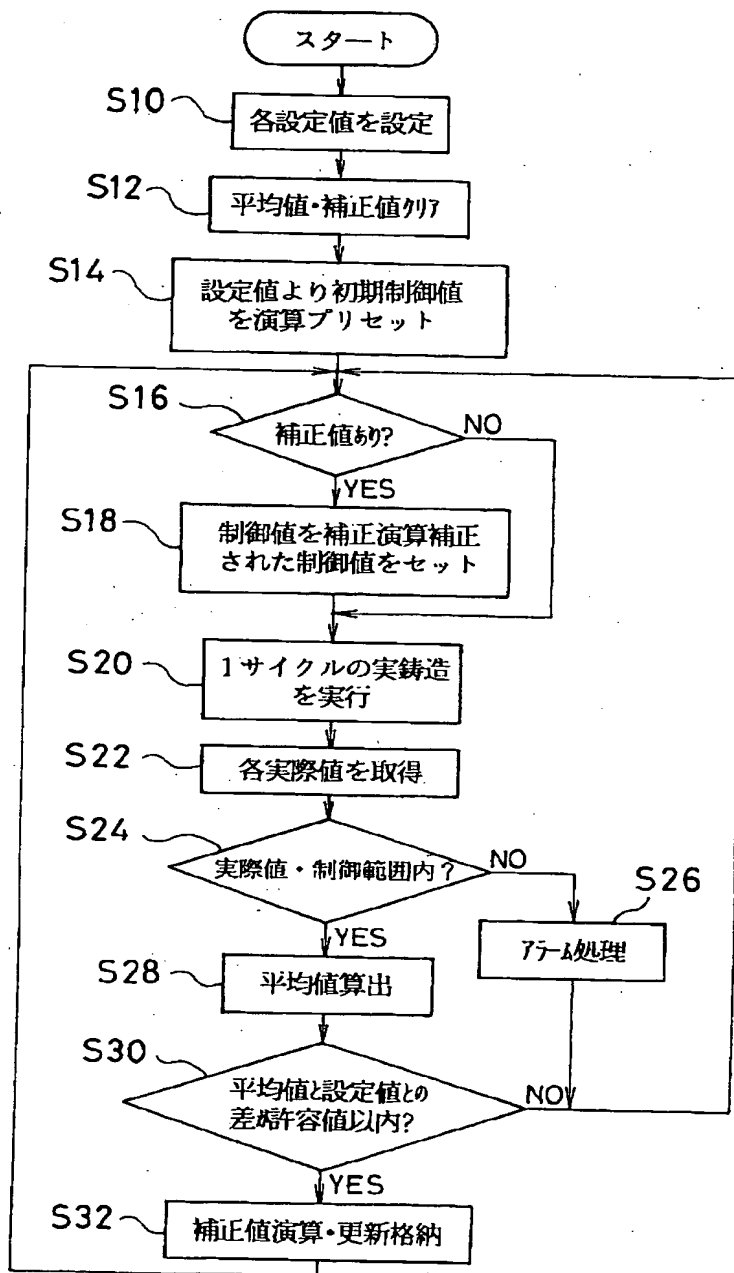 スタート
S10
各設定値を設定
S12
平均値・補正値クリア
S14
設定値より初期制御値
を演算プリセット
S16
補正値あり?
NO
YES
S18
制御値を補正演算補正
された制御値をセット
S20
1サイクルの実鋳造
を実行
S22
各実際値を取得
S24
実際値・制御範囲内?
NO
YES
S26
アラーム処理
S28
平均値算出
S30
平均値と設定値との
差が許容値以内?
NO
YES
S32
補正値演算・更新格納